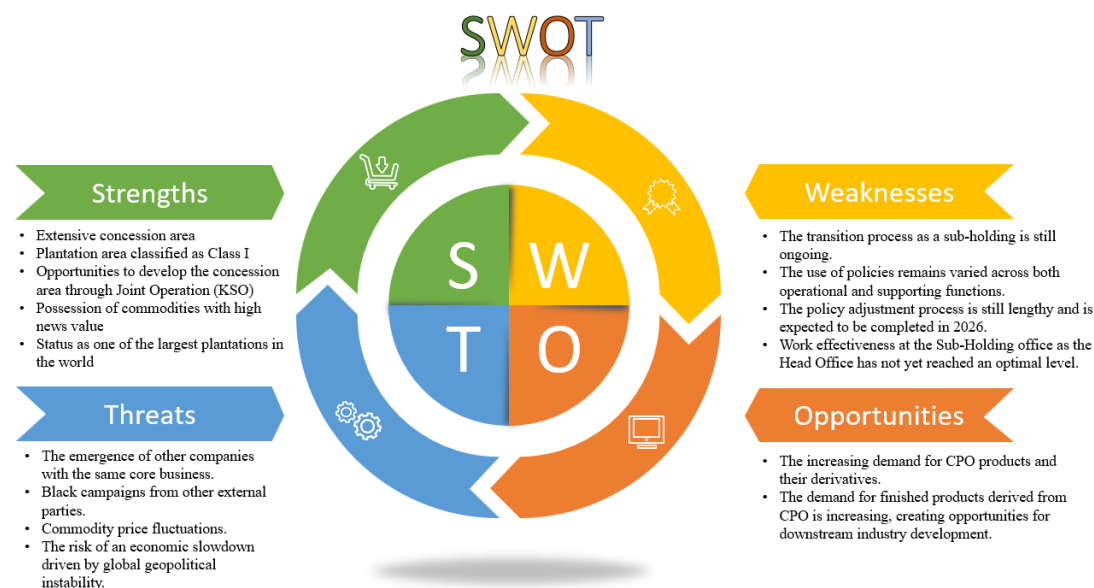 SWOT
Strengths
• Extensive concession area
• Plantation area classified as Class I
• Opportunities to develop the concession
area through Joint Operation (KSO)
• Possession of commodities with high
news value
• Status as one of the largest plantations in
the world
Weaknesses
• The transition process as a sub-holding is still
ongoing.
• The use of policies remains varied across both
operational and supporting functions.
• The policy adjustment process is still lengthy and is
expected to be completed in 2026.
• Work effectiveness at the Sub-Holding office as the
Head Office has not yet reached an optimal level.
S W
T O
Threats
• The emergence of other companies
with the same core business.
• Black campaigns from other external
parties.
• Commodity price fluctuations.
• The risk of an economic slowdown
driven by global geopolitical
instability.
Opportunities
• The increasing demand for CPO products and
their derivatives.
• The demand for finished products derived from
CPO is increasing, creating opportunities for
downstream industry development.